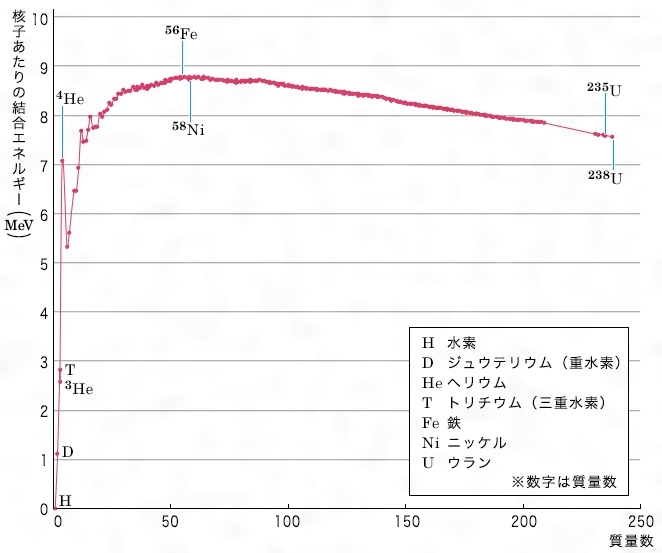 核子あたりの結合エネルギー(MeV)
10
9
8
7
6
5
4
3
2
1
0
⁵⁶Fe
⁴He
⁵⁸Ni
²³⁵U
²³⁸U
T
³He
D
H
H 水素
D ジュウテリウム（重水素）
He ヘリウム
T トリチウム（三重水素）
Fe 鉄
Ni ニッケル
U ウラン
※数字は質量数
0 50 100 150 200 250
質量数